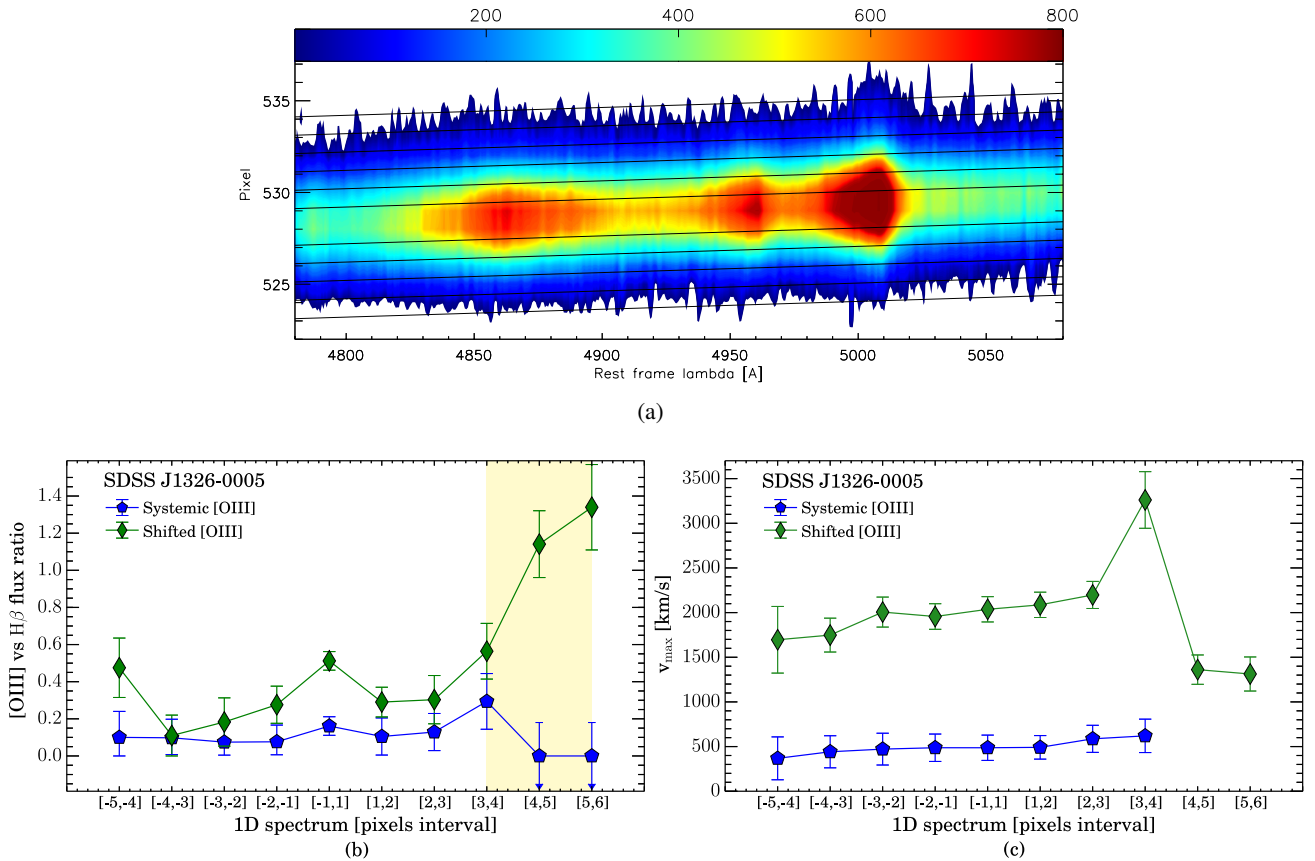 200 400 600 800
535
530
525
Pixel
4800 4850 4900 4950 5000 5050
Rest frame lambda [A]
(a)
SDSS J1326-0005
Systemic [OIII]
Shifted [OIII]
1.4
1.2
1.0
0.8
0.6
0.4
0.2
0.0
[OIII] vs Hβ flux ratio
[-5,-4] [-4,-3] [-3,-2] [-2,-1] [-1,1] [1,2] [2,3] [3,4] [4,5] [5,6]
1D spectrum [pixels interval]
(b)
SDSS J1326-0005
Systemic [OIII]
Shifted [OIII]
3500
3000
2500
2000
1500
1000
500
0
vmax [km/s]
[-5,-4] [-4,-3] [-3,-2] [-2,-1] [-1,1] [1,2] [2,3] [3,4] [4,5] [5,6]
1D spectrum [pixels interval]
(c)